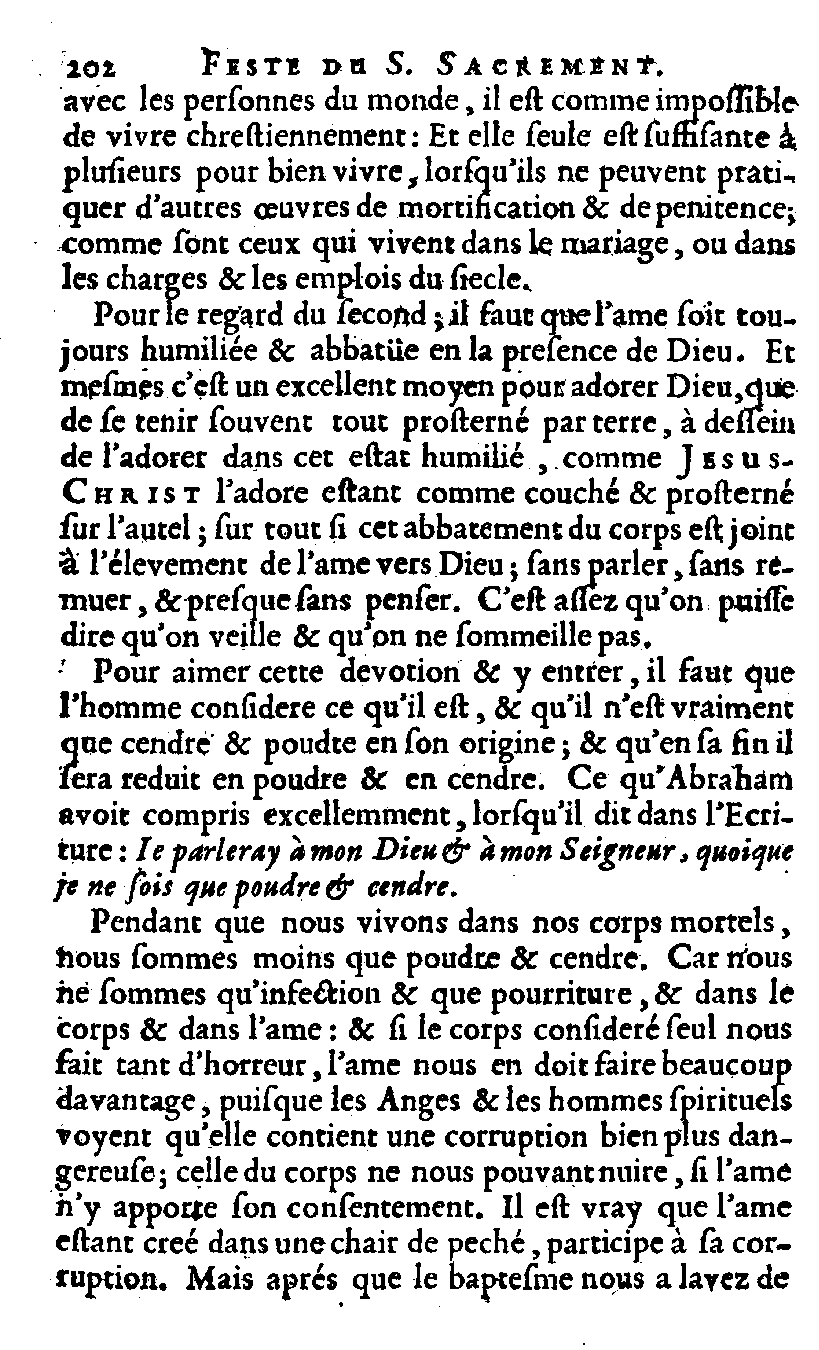 202 FESTE DU S. SACREMENT.
avec les perſonnes du monde, il eſt comme impoſſible
de vivre chreſtiennement: Et elle ſeule eſt ſuffiſante à
pluſieurs pour bien vivre, lorſqu'ils ne peuvent prati-
quer d'autres œuvres de mortification & de penitence;
comme ſont ceux qui vivent dans le mariage, ou dans
les charges & les emplois du ſiecle.
Pour le regard du ſecond; il faut que l'ame ſoit tou-
jours humiliée & abbatüe en la preſence de Dieu. Et
meſmes c'eſt un excellent moyen pour adorer Dieu, que
de ſe tenir ſouvent tout proſterné par terre, à deſſein
de l'adorer dans cet eſtat humilié, comme JESUS-
CHRIST l'adore eſtant comme couché & proſterné
ſur l'autel; ſur tout ſi cet abbatement du corps eſt joint
à l'élevement de l'ame vers Dieu; ſans parler, ſans re-
muer, & preſque ſans penſer. C'eſt aſſez qu'on puiſſe
dire qu'on veille & qu'on ne ſommeille pas.
Pour aimer cette devotion & y entrer, il faut que
l'homme conſidere ce qu'il eſt, & qu'il n'eſt vraiment
que cendre & poudre en ſon origine; & qu'en ſa fin il
ſera reduit en poudre & en cendre. Ce qu'Abraham
avoit compris excellemment, lorſqu'il dit dans l'Ecri-
ture: Ie parleray à mon Dieu & à mon Seigneur, quoique
je ne ſois que poudre & cendre.
Pendant que nous vivons dans nos corps mortels,
nous ſommes moins que poudre & cendre. Car nous
ne ſommes qu'infection & que pourriture, & dans le
corps & dans l'ame: & ſi le corps conſideré ſeul nous
fait tant d'horreur, l'ame nous en doit faire beaucoup
davantage, puiſque les Anges & les hommes ſpirituels
voyent qu'elle contient une corruption bien plus dan-
gereuſe; celle du corps ne nous pouvant nuire, ſi l'ame
n'y apporte ſon conſentement. Il eſt vray que l'ame
eſtant creé dans une chair de peché, participe à ſa cor-
ruption. Mais aprés que le bapteſme nous a lavez de